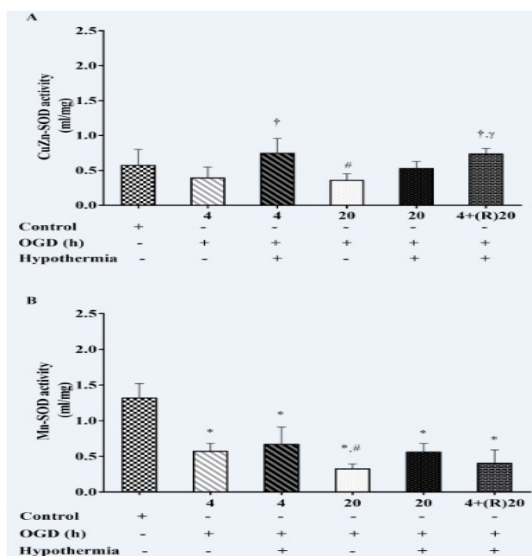 A
CuZn-SOD activity
(ml/mg)
2.5
2.0
1.5
1.0
0.5
0.0
†
#
†,γ
4 4 20 20 4+(R)20
Control + - - - - -
OGD (h) - + + + + +
Hypothermia - - + - + +
B
Mn-SOD activity
(ml/mg)
2.5
2.0
1.5
1.0
0.5
0.0
*
*
*,#
*
*
4 4 20 20 4+(R)20
Control + - - - - -
OGD (h) - + + + + +
Hypothermia - - + - + +